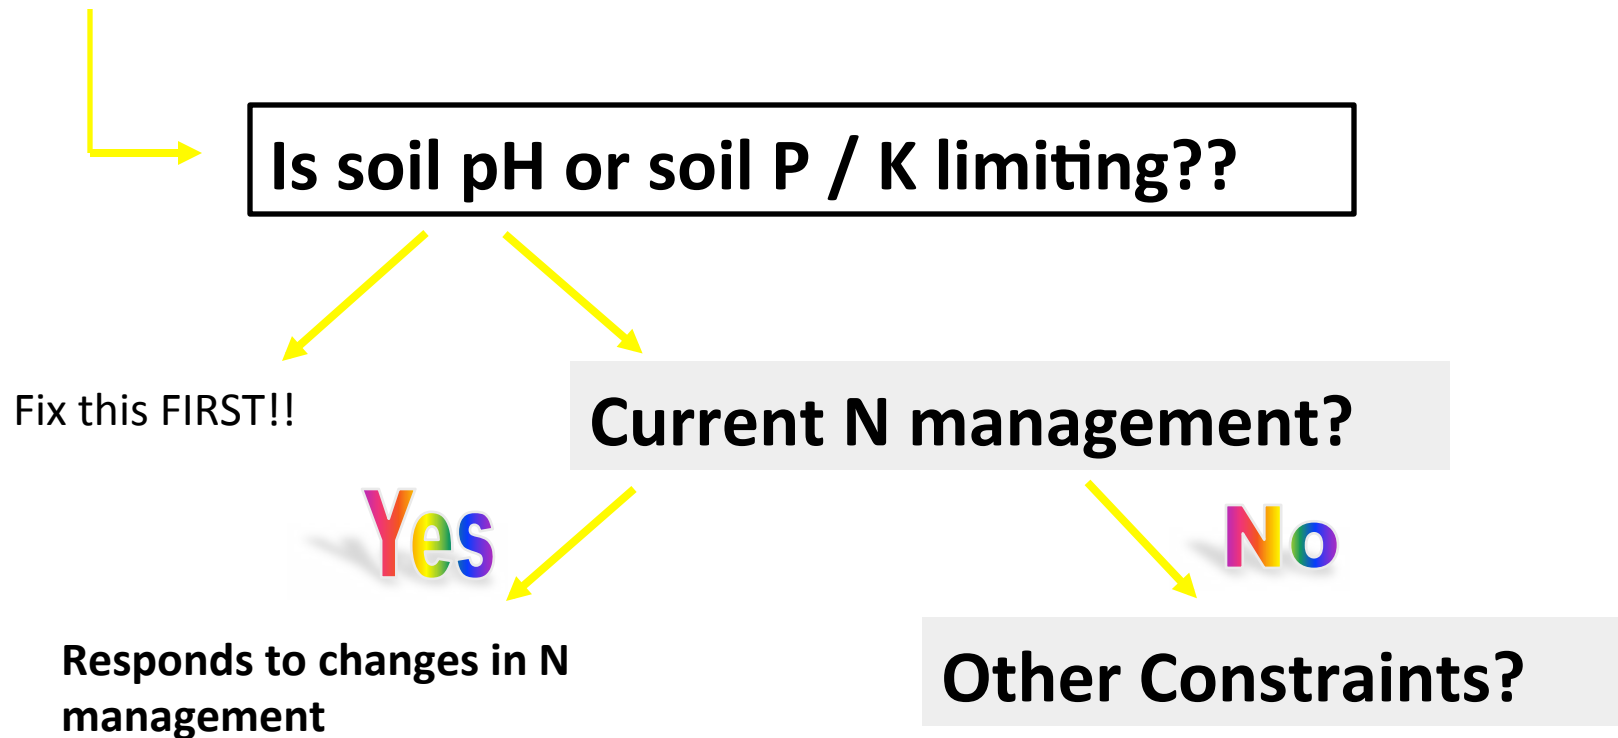 Is soil pH or soil P / K limiting??
Fix this FIRST!!
Current N management?
Yes
No
Responds to changes in N
management
Other Constraints?